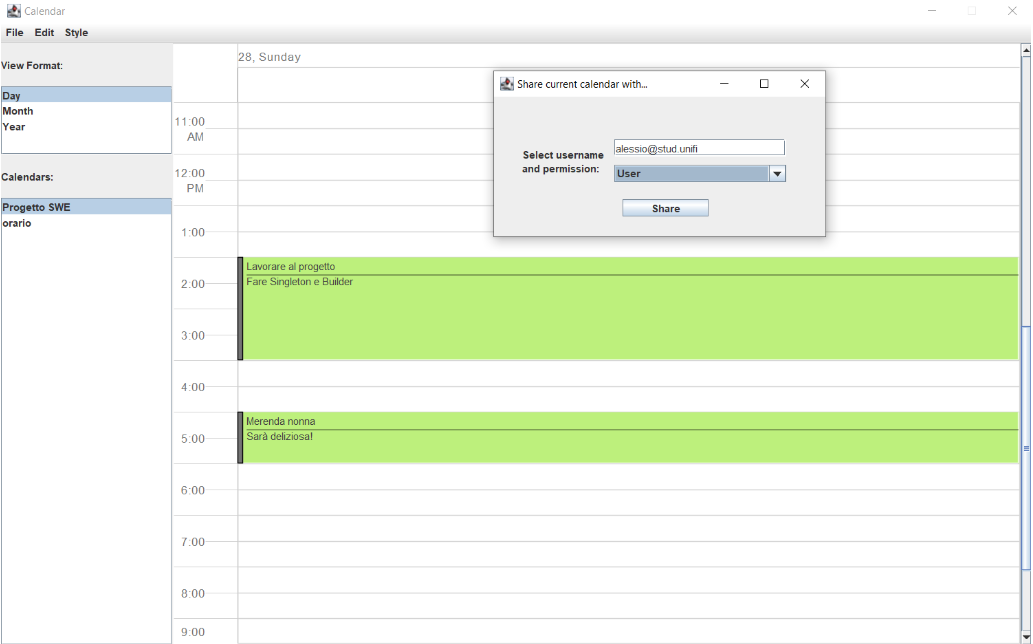 Calendar
File Edit Style
View Format:
Day
Month
Year
Calendars:
Progetto SWE
orario
28, Sunday
11:00
AM
12:00
PM
1:00
2:00
3:00
4:00
5:00
6:00
7:00
8:00
9:00
Lavorare al progetto
Fare Singleton e Builder
Merenda nonna
Sarà deliziosa!
Share current calendar with...
Select username
and permission:
alessio@stud.unifi
User
Share